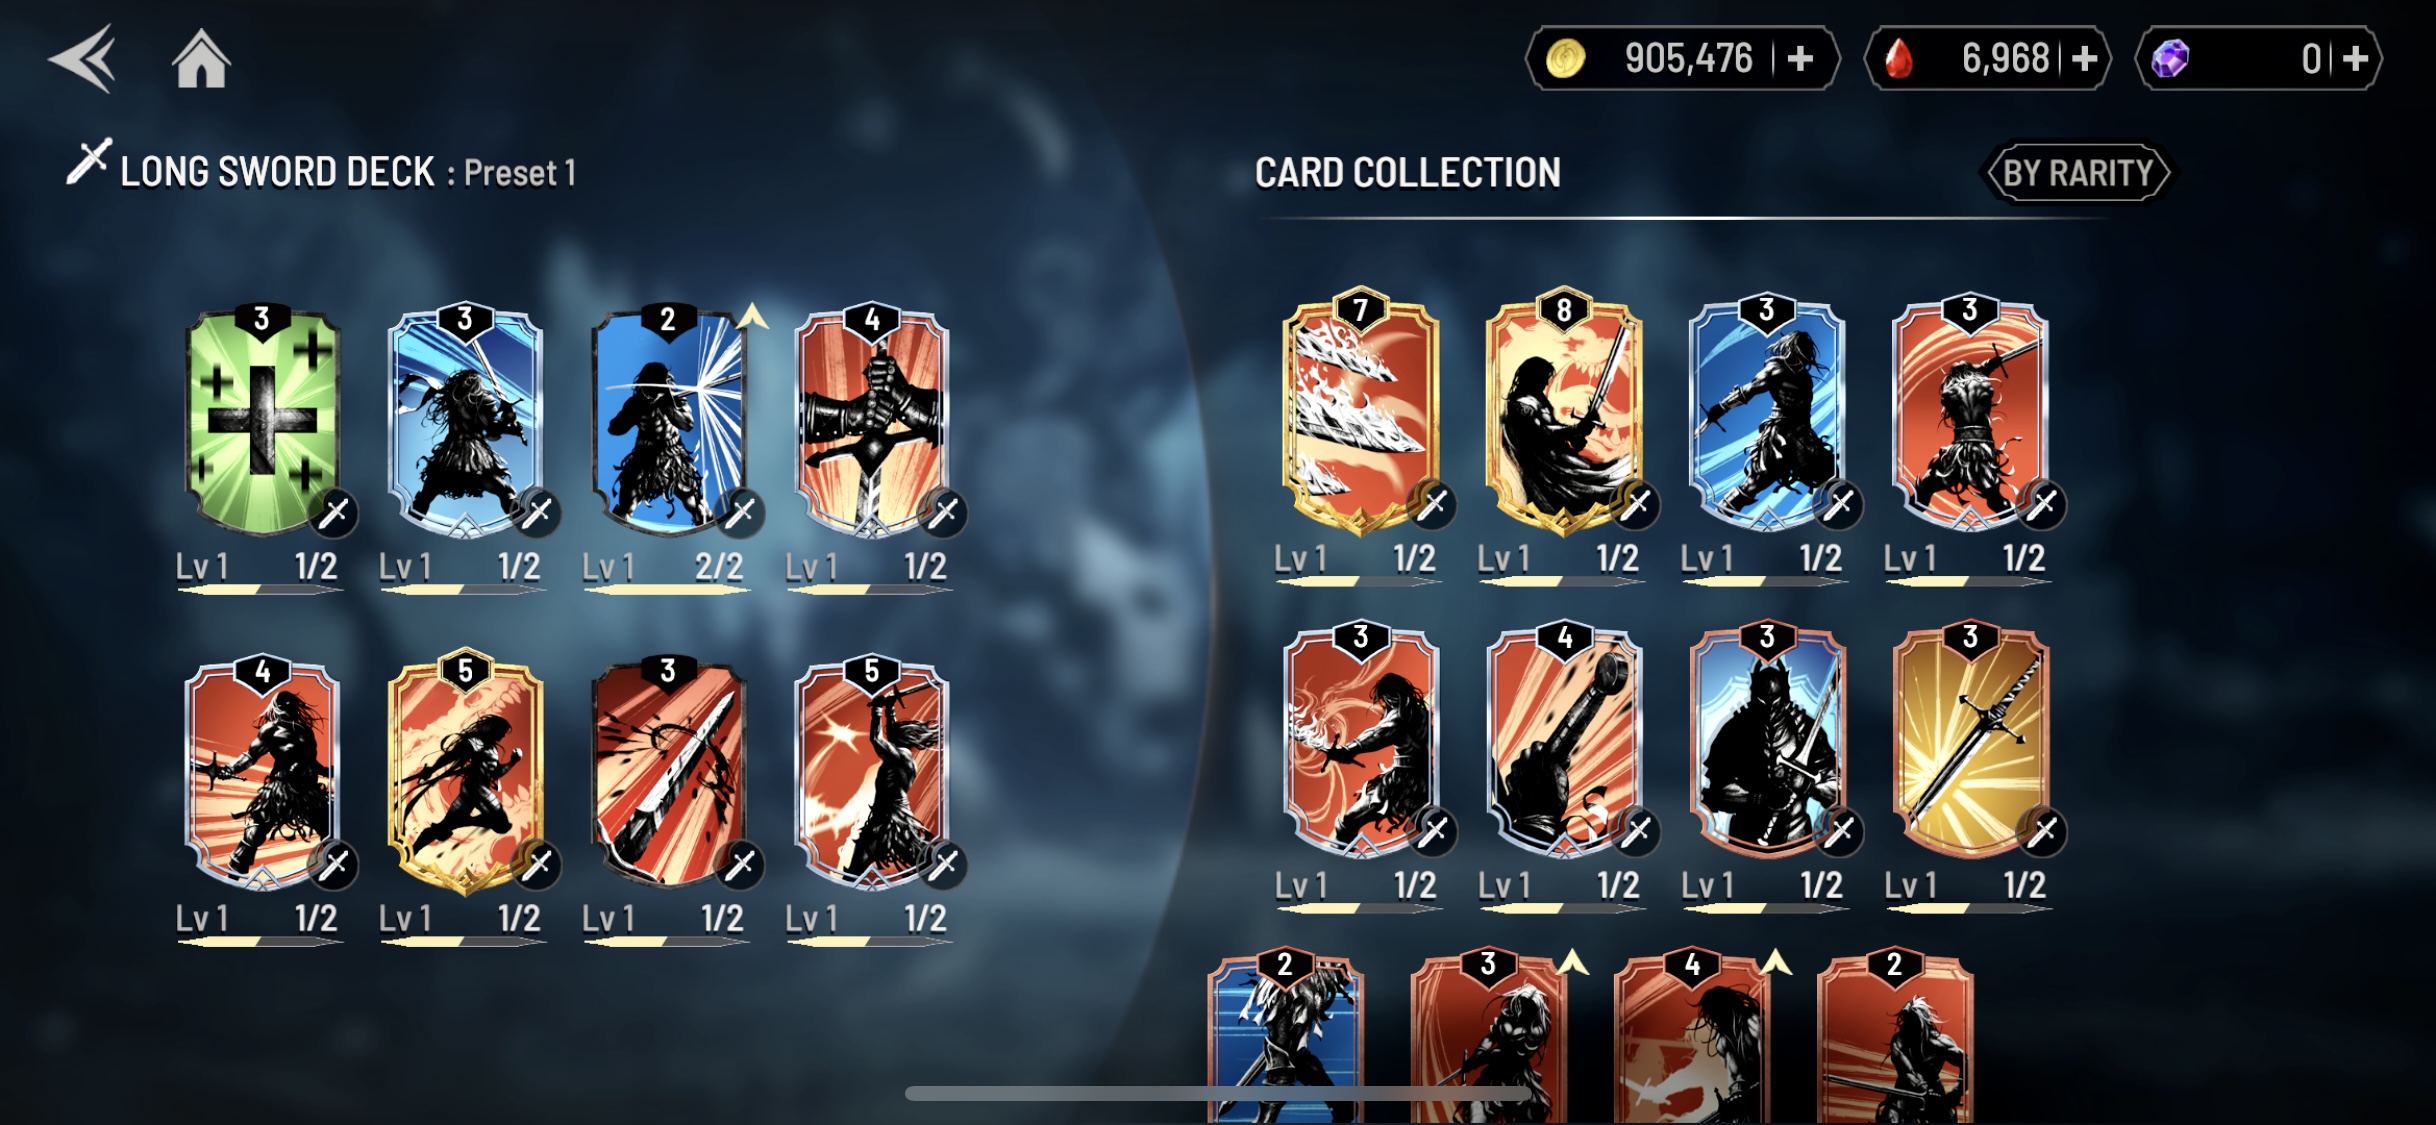 905,476
6,968
0
LONG SWORD DECK : Preset 1
CARD COLLECTION
BY RARITY
3 3 2 4
Lv 1 1/2 Lv 1 1/2 Lv 1 2/2 Lv 1 1/2
4 5 3 5
Lv 1 1/2 Lv 1 1/2 Lv 1 1/2 Lv 1 1/2
7 8 3 3
Lv 1 1/2 Lv 1 1/2 Lv 1 1/2 Lv 1 1/2
3 4 3 3
Lv 1 1/2 Lv 1 1/2 Lv 1 1/2 Lv 1 1/2
2 3 4 2